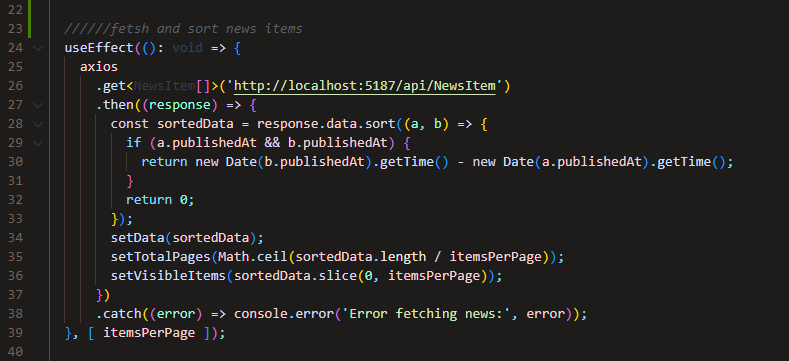 22
23 //////fetsh and sort news items
24 useEffect((): void => {
25 axios
26 .get<NewsItem[]>('http://localhost:5187/api/NewsItem')
27 .then((response) => {
28 const sortedData = response.data.sort((a, b) => {
29 if (a.publishedAt && b.publishedAt) {
30 return new Date(b.publishedAt).getTime() - new Date(a.publishedAt).getTime();
31 }
32 return 0;
33 });
34 setData(sortedData);
35 setTotalPages(Math.ceil(sortedData.length / itemsPerPage));
36 setVisibleItems(sortedData.slice(0, itemsPerPage));
37 })
38 .catch((error) => console.error('Error fetching news:', error));
39 }, [ itemsPerPage ]);
40